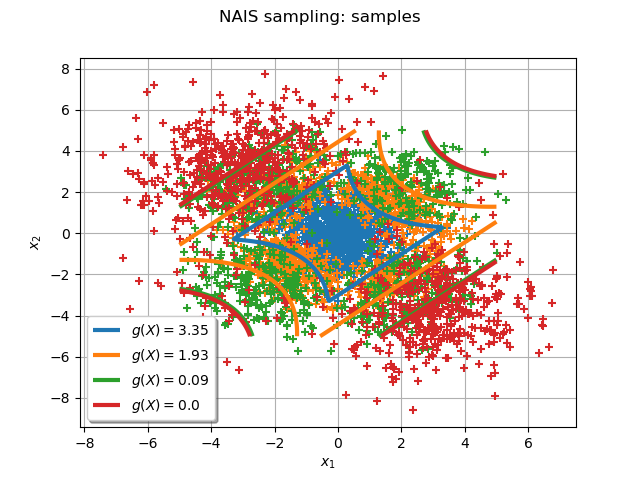 NAIS sampling: samples
x₂
8
6
4
2
0
−2
−4
−6
−8
g(X) = 3.35
g(X) = 1.93
g(X) = 0.09
g(X) = 0.0
−8 −6 −4 −2 0 2 4 6
x₁